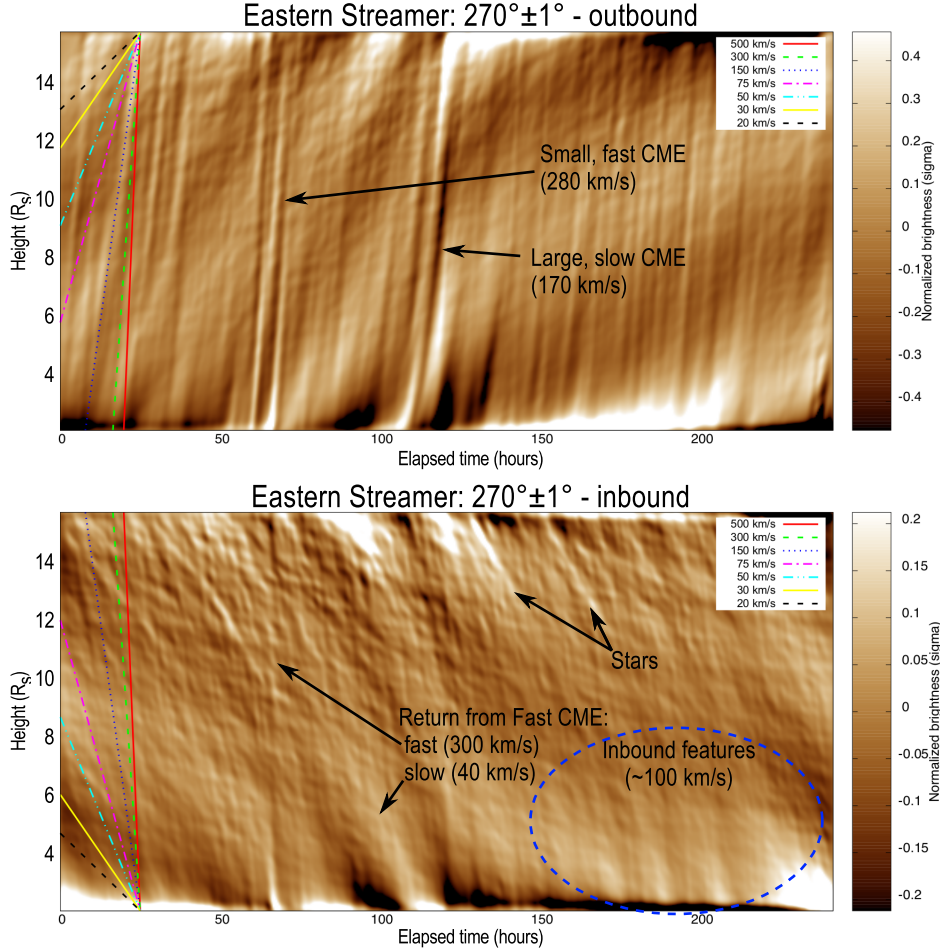 Eastern Streamer: 270°±1° - outbound
500 km/s
300 km/s
150 km/s
75 km/s
50 km/s
30 km/s
20 km/s
Small, fast CME
(280 km/s)
Large, slow CME
(170 km/s)
14
12
10
8
6
4
Height (RS)
0
50
100
150
200
Elapsed time (hours)
0.4
0.3
0.2
0.1
0
-0.1
-0.2
-0.3
-0.4
Normalized brightness (sigma)
Eastern Streamer: 270°±1° - inbound
500 km/s
300 km/s
150 km/s
75 km/s
50 km/s
30 km/s
20 km/s
Stars
Return from Fast CME:
fast (300 km/s)
slow (40 km/s)
Inbound features
(~100 km/s)
14
12
10
8
6
4
Height (RS)
0
50
100
150
200
Elapsed time (hours)
0.2
0.15
0.1
0.05
0
-0.05
-0.1
-0.15
-0.2
Normalized brightness (sigma)